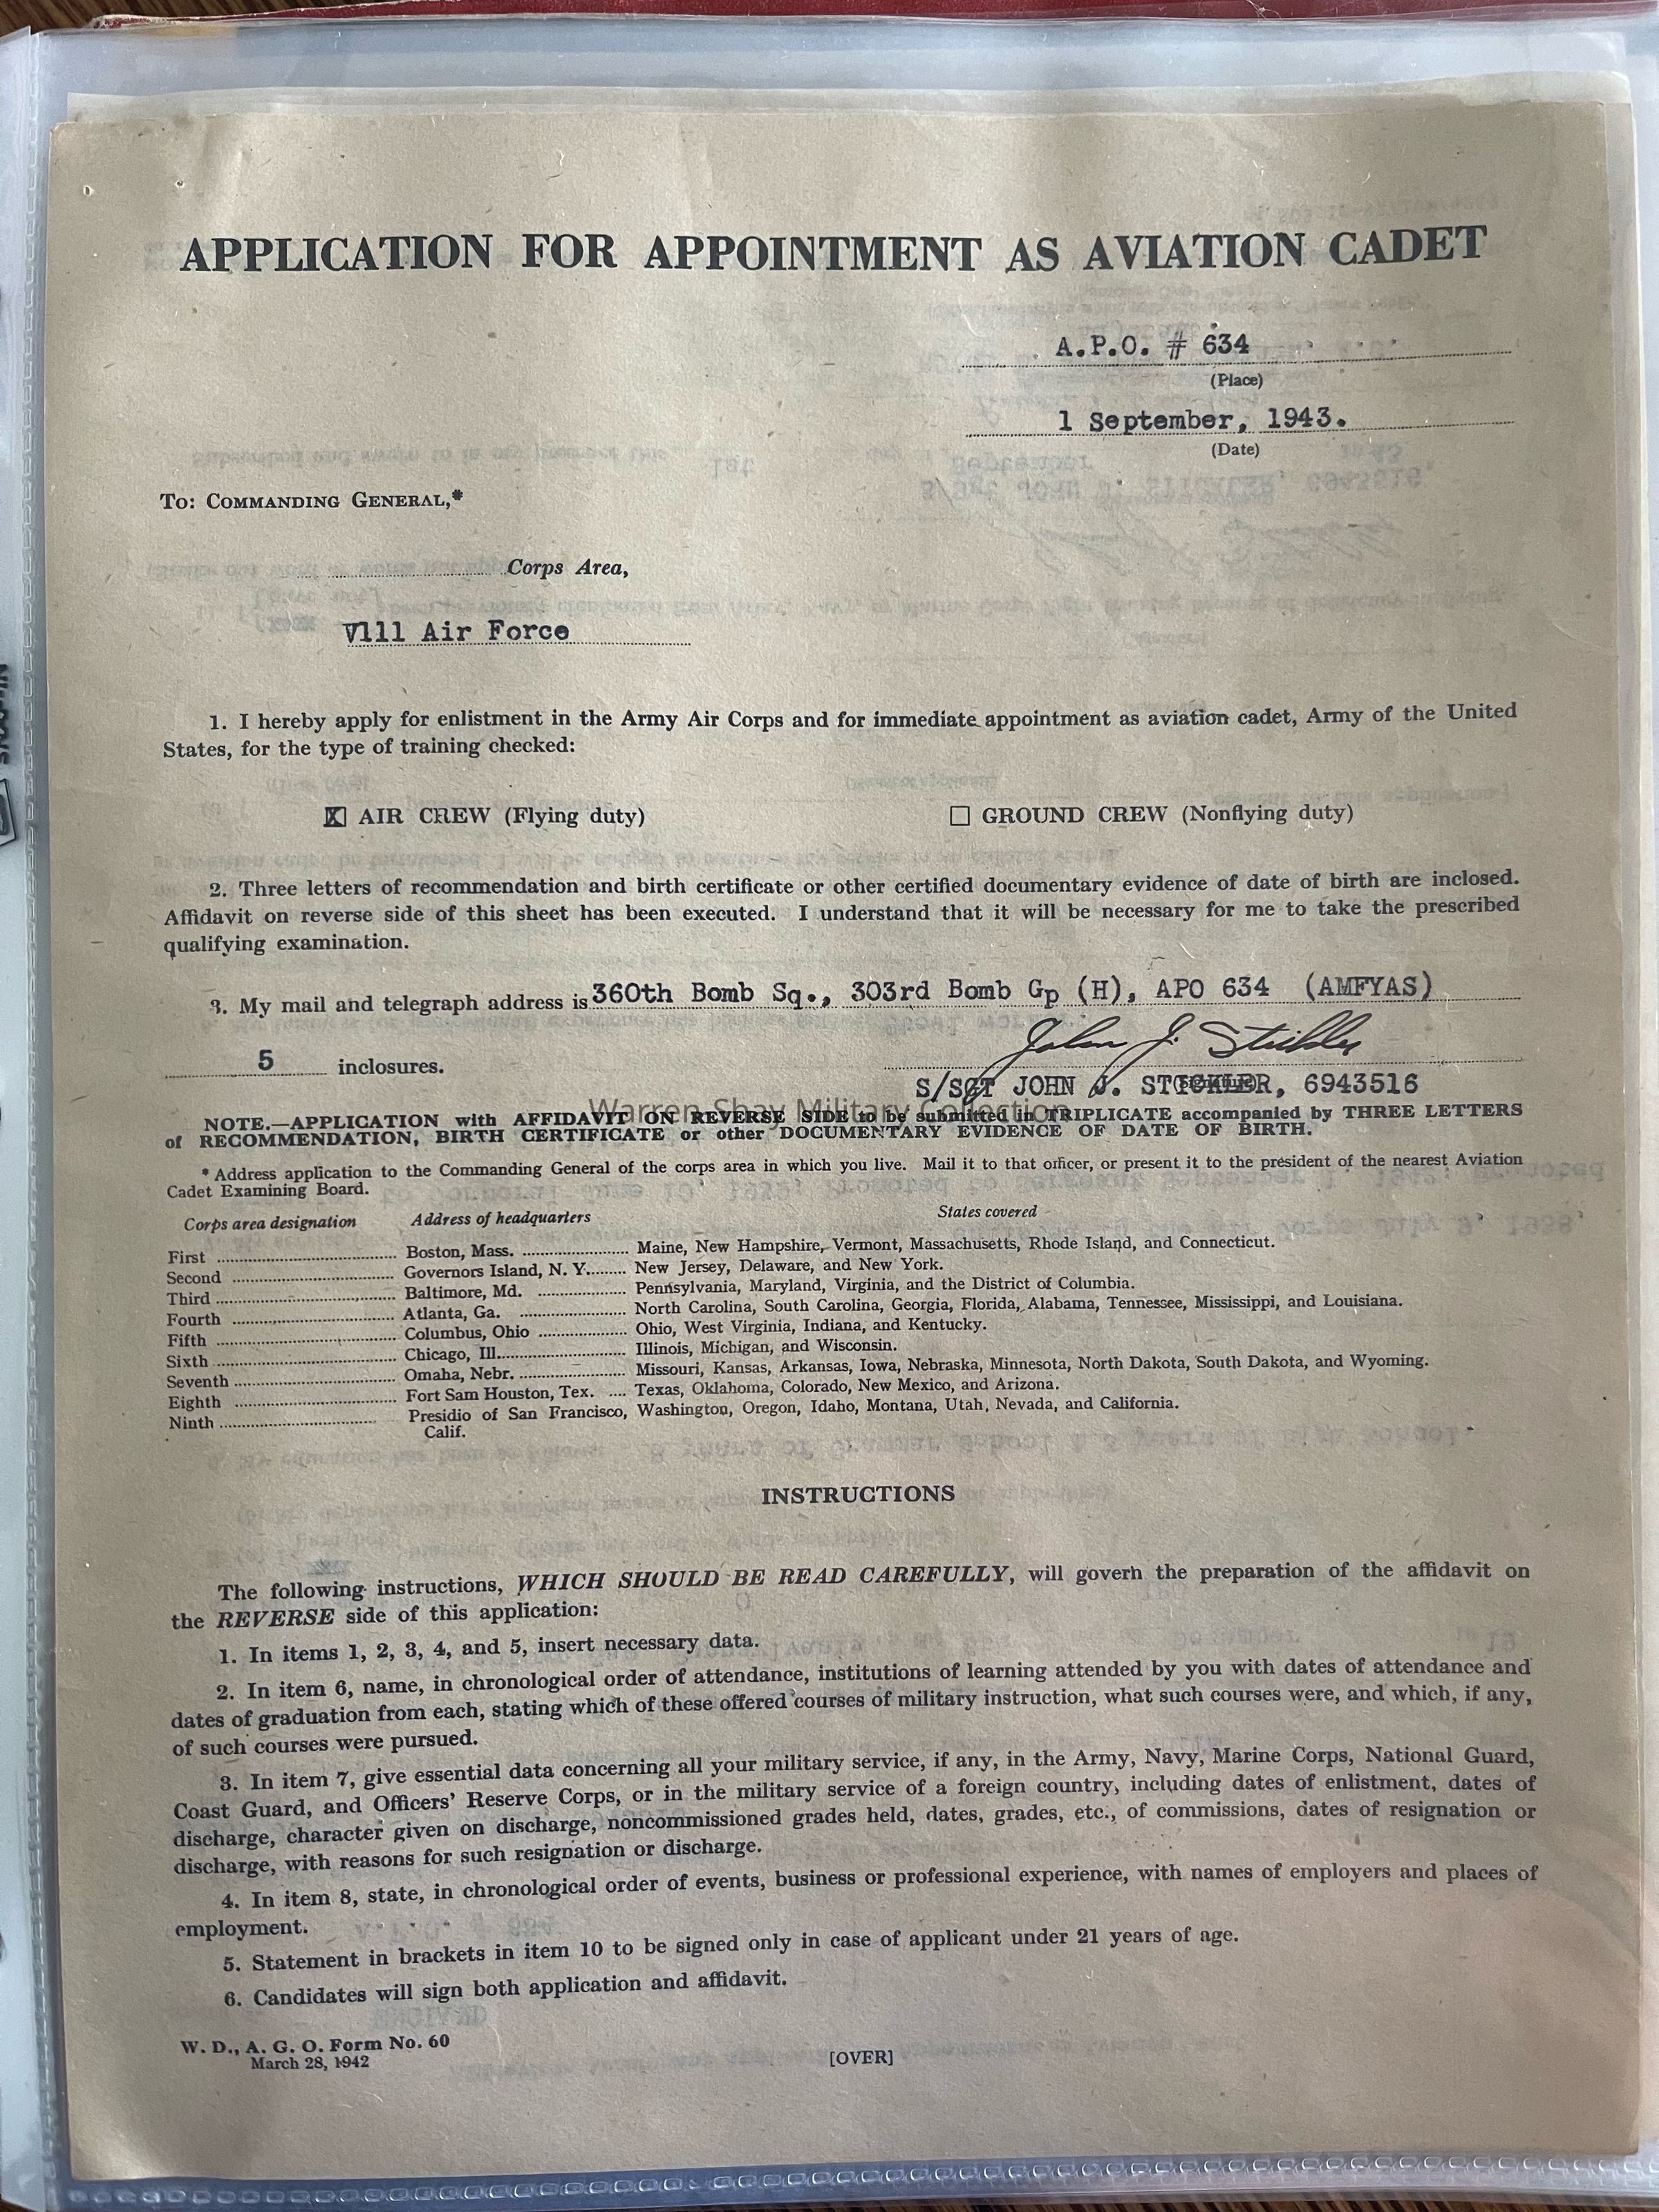 APPLICATION FOR APPOINTMENT AS AVIATION CADET
A.P.O. # 634
(Place)
1 September, 1943.
(Date)
To: COMMANDING GENERAL,*
Corps Area,
V111 Air Force
1. I hereby apply for enlistment in the Army Air Corps and for immediate appointment as aviation cadet, Army of the United
States, for the type of training checked:
X AIR CREW (Flying duty) ☐ GROUND CREW (Nonflying duty)
2. Three letters of recommendation and birth certificate or other certified documentary evidence of date of birth are inclosed.
Affidavit on reverse side of this sheet has been executed. I understand that it will be necessary for me to take the prescribed
qualifying examination.
3. My mail and telegraph address is 360th Bomb Sq., 303rd Bomb Gp (H), APO 634 (AMFYAS)
John J. Stickler
5 inclosures.
S/SGT JOHN J. STICKLER, 6943516
Warren Shay Military Collection
NOTE.—APPLICATION with AFFIDAVIT ON REVERSE SIDE to be submitted in TRIPLICATE accompanied by THREE LETTERS
of RECOMMENDATION, BIRTH CERTIFICATE or other DOCUMENTARY EVIDENCE OF DATE OF BIRTH.
* Address application to the Commanding General of the corps area in which you live. Mail it to that officer, or present it to the president of the nearest Aviation
Cadet Examining Board.
Corps area designation Address of headquarters States covered
First Boston, Mass. Maine, New Hampshire, Vermont, Massachusetts, Rhode Island, and Connecticut.
Second Governors Island, N. Y. New Jersey, Delaware, and New York.
Third Baltimore, Md. Pennsylvania, Maryland, Virginia, and the District of Columbia.
Fourth Atlanta, Ga. North Carolina, South Carolina, Georgia, Florida, Alabama, Tennessee, Mississippi, and Louisiana.
Fifth Columbus, Ohio Ohio, West Virginia, Indiana, and Kentucky.
Sixth Chicago, Ill. Illinois, Michigan, and Wisconsin.
Seventh Omaha, Nebr. Missouri, Kansas, Arkansas, Iowa, Nebraska, Minnesota, North Dakota, South Dakota, and Wyoming.
Eighth Fort Sam Houston, Tex. Texas, Oklahoma, Colorado, New Mexico, and Arizona.
Ninth Presidio of San Francisco, Washington, Oregon, Idaho, Montana, Utah, Nevada, and California.
Calif.
INSTRUCTIONS
The following instructions, WHICH SHOULD BE READ CAREFULLY, will govern the preparation of the affidavit on
the REVERSE side of this application:
1. In items 1, 2, 3, 4, and 5, insert necessary data.
2. In item 6, name, in chronological order of attendance, institutions of learning attended by you with dates of attendance and
dates of graduation from each, stating which of these offered courses of military instruction, what such courses were, and which, if any,
of such courses were pursued.
3. In item 7, give essential data concerning all your military service, if any, in the Army, Navy, Marine Corps, National Guard,
Coast Guard, and Officers' Reserve Corps, or in the military service of a foreign country, including dates of enlistment, dates of
discharge, character given on discharge, noncommissioned grades held, dates, grades, etc., of commissions, dates of resignation or
discharge, with reasons for such resignation or discharge.
4. In item 8, state, in chronological order of events, business or professional experience, with names of employers and places of
employment.
5. Statement in brackets in item 10 to be signed only in case of applicant under 21 years of age.
6. Candidates will sign both application and affidavit.
W. D., A. G. O. Form No. 60
March 28, 1942
[OVER]